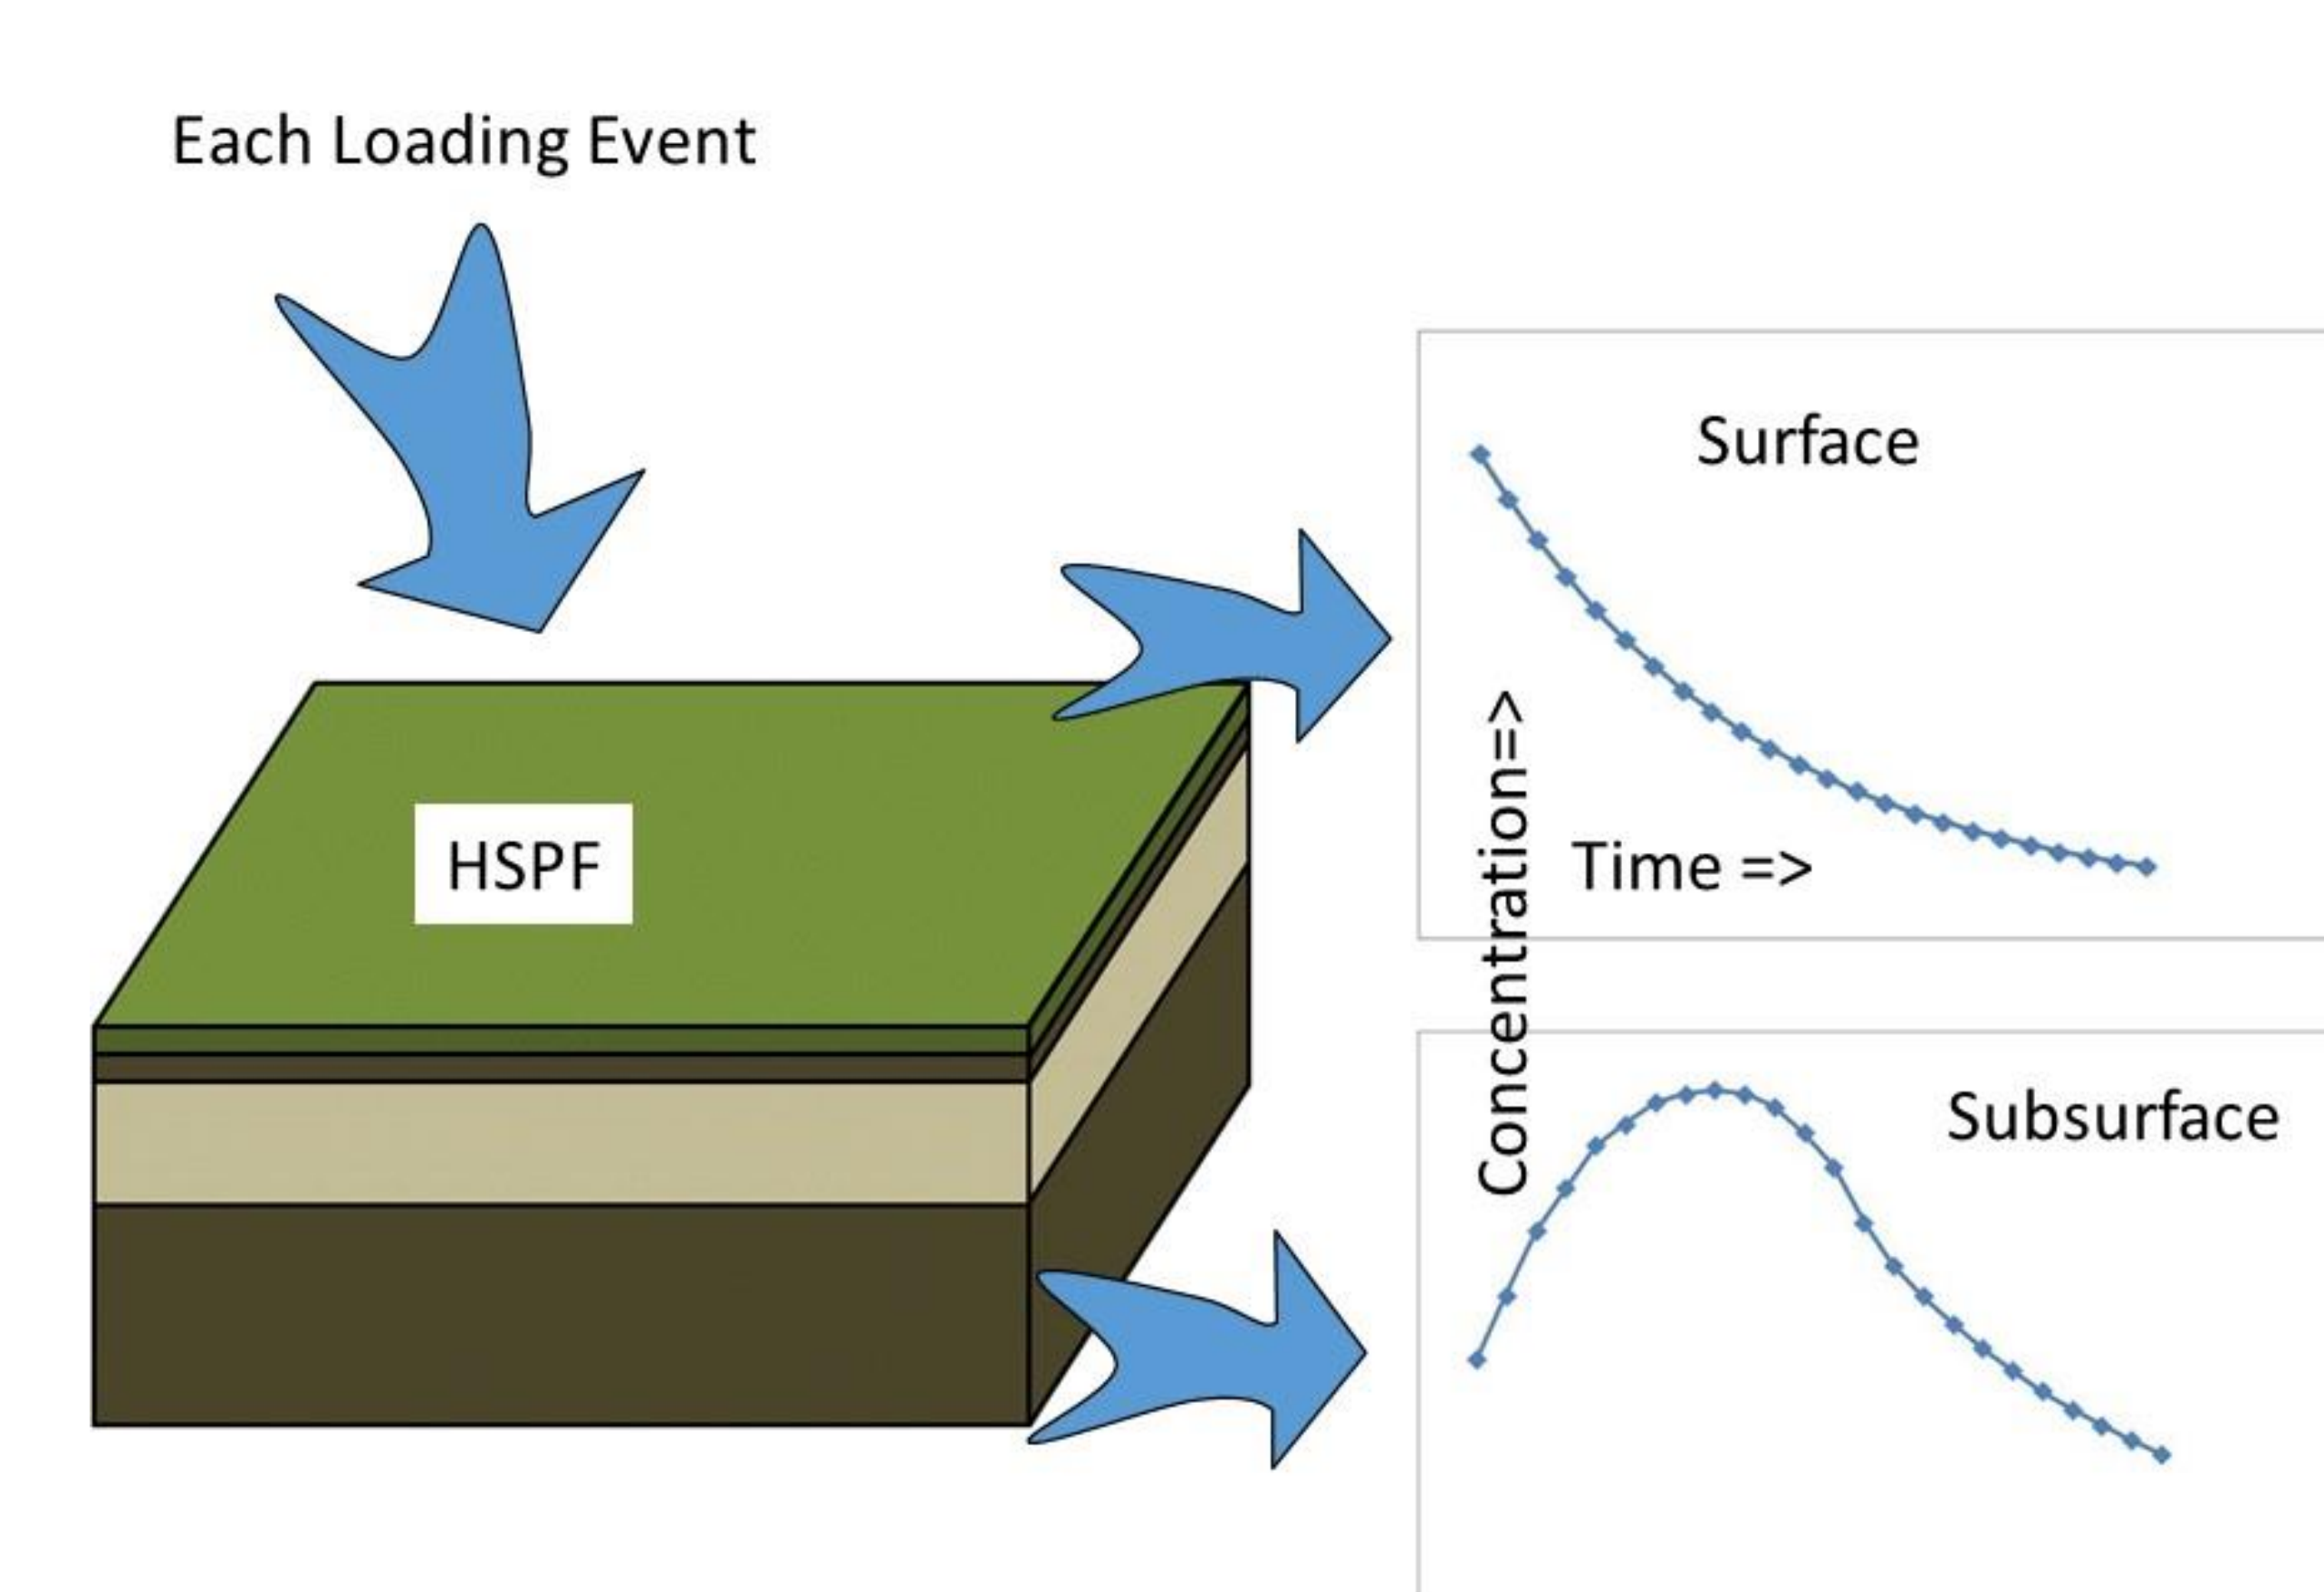 Each Loading Event
HSPF
Surface
Concentration=>
Time =>
Subsurface